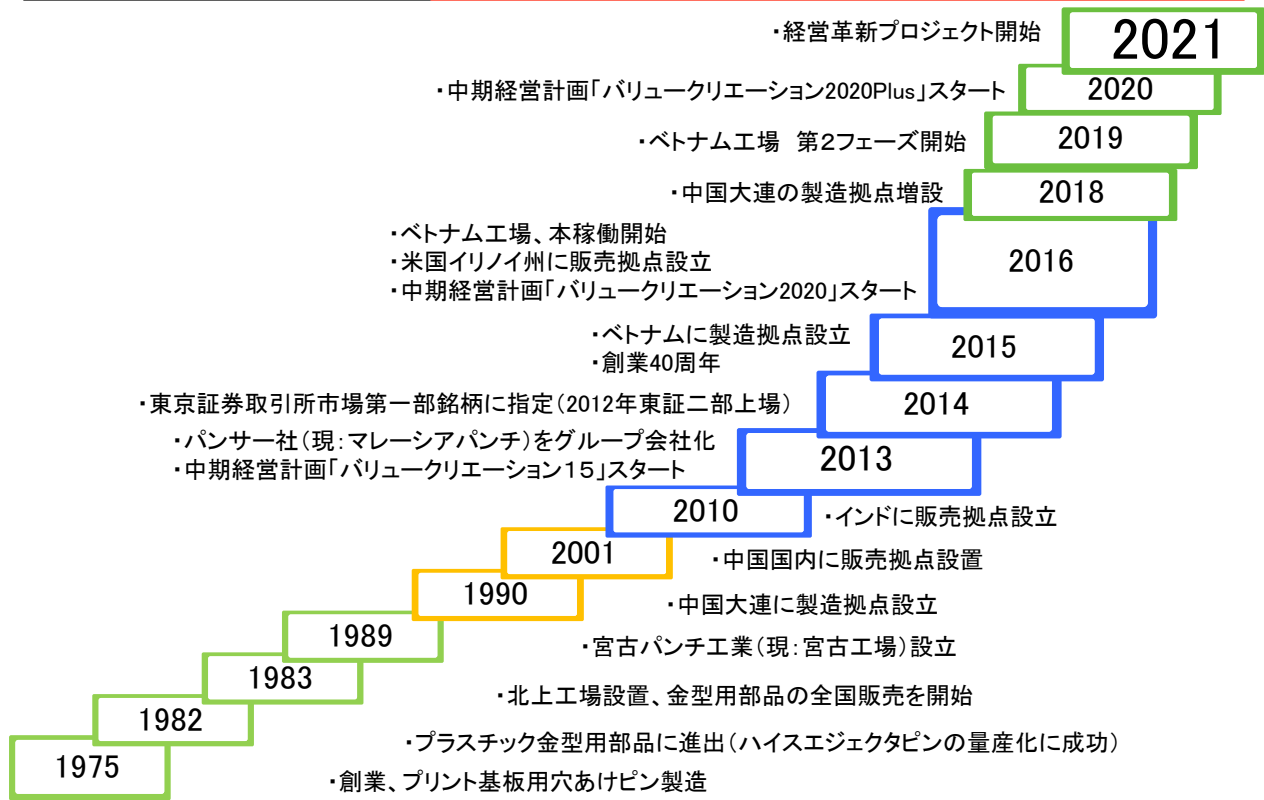 ・経営革新プロジェクト開始
2021
・中期経営計画「バリュークリエーション2020Plus」スタート
2020
・ベトナム工場　第2フェーズ開始
2019
・中国大連の製造拠点増設
2018
・ベトナム工場、本稼働開始
・米国イリノイ州に販売拠点設立
・中期経営計画「バリュークリエーション2020」スタート
2016
・ベトナムに製造拠点設立
・創業40周年
2015
・東京証券取引所市場第一部銘柄に指定（2012年東証二部上場）
2014
・パンサー社（現：マレーシアパンチ）をグループ会社化
・中期経営計画「バリュークリエーション１５」スタート
2013
2010
・インドに販売拠点設立
2001
・中国国内に販売拠点設置
1990
・中国大連に製造拠点設立
1989
・宮古パンチ工業（現：宮古工場）設立
1983
・北上工場設置、金型用部品の全国販売を開始
1982
・プラスチック金型用部品に進出（ハイスエジェクタピンの量産化に成功）
1975
・創業、プリント基板用穴あけピン製造